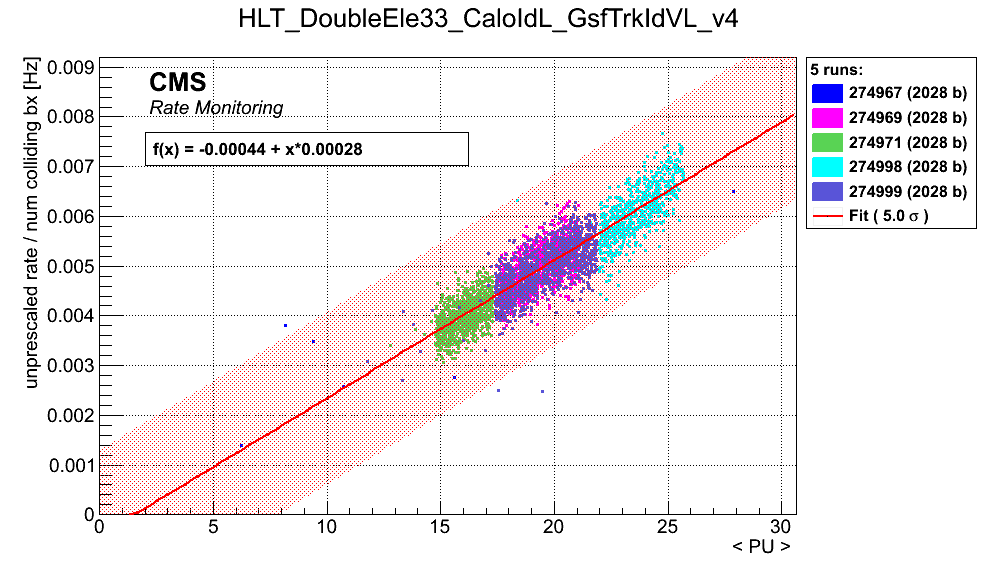 HLT_DoubleEle33_CaloIdL_GsfTrkIdVL_v4
unprescaled rate / num colliding bx [Hz]
0.009
0.008
0.007
0.006
0.005
0.004
0.003
0.002
0.001
0
CMS
Rate Monitoring
f(x) = -0.00044 + x*0.00028
0 5 10 15 20 25 30
< PU >
5 runs:
274967 (2028 b)
274969 (2028 b)
274971 (2028 b)
274998 (2028 b)
274999 (2028 b)
Fit ( 5.0 σ )